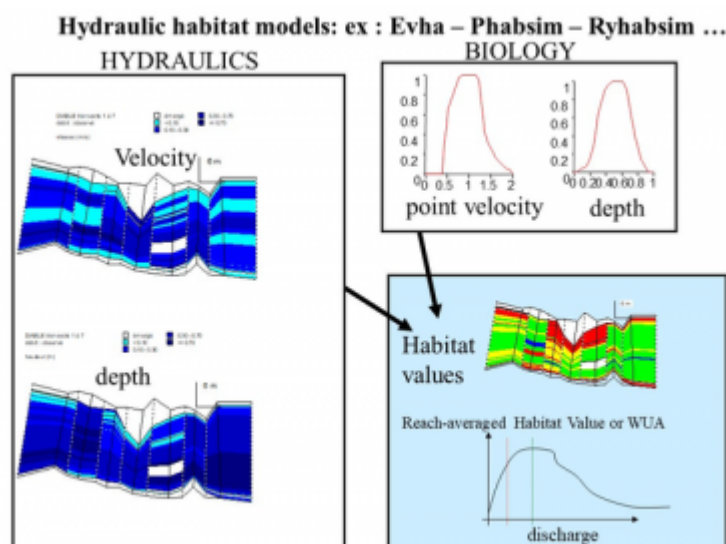 Hydraulic habitat models: ex : Evha – Phabsim – Ryhabsim …
HYDRAULICS
BIOLOGY
Velocity
depth
1
0.8
0.6
0.4
0.2
0 0.5 1 1.5 2
point velocity
1
0.8
0.6
0.4
0.2
0 0.20.40.60.8 1
depth
Habitat
values
Reach-averaged Habitat Value or WUA
discharge